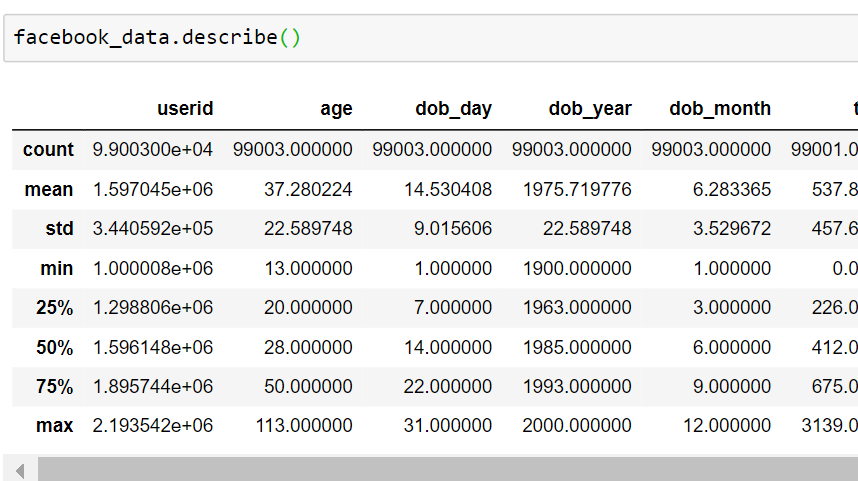 facebook_data.describe()
userid age dob_day dob_year dob_month t
count 9.900300e+04 99003.000000 99003.000000 99003.000000 99003.000000 99001.0
mean 1.597045e+06 37.280224 14.530408 1975.719776 6.283365 537.8
std 3.440592e+05 22.589748 9.015606 22.589748 3.529672 457.6
min 1.000008e+06 13.000000 1.000000 1900.000000 1.000000 0.0
25% 1.298806e+06 20.000000 7.000000 1963.000000 3.000000 226.0
50% 1.596148e+06 28.000000 14.000000 1985.000000 6.000000 412.0
75% 1.895744e+06 50.000000 22.000000 1993.000000 9.000000 675.0
max 2.193542e+06 113.000000 31.000000 2000.000000 12.000000 3139.0